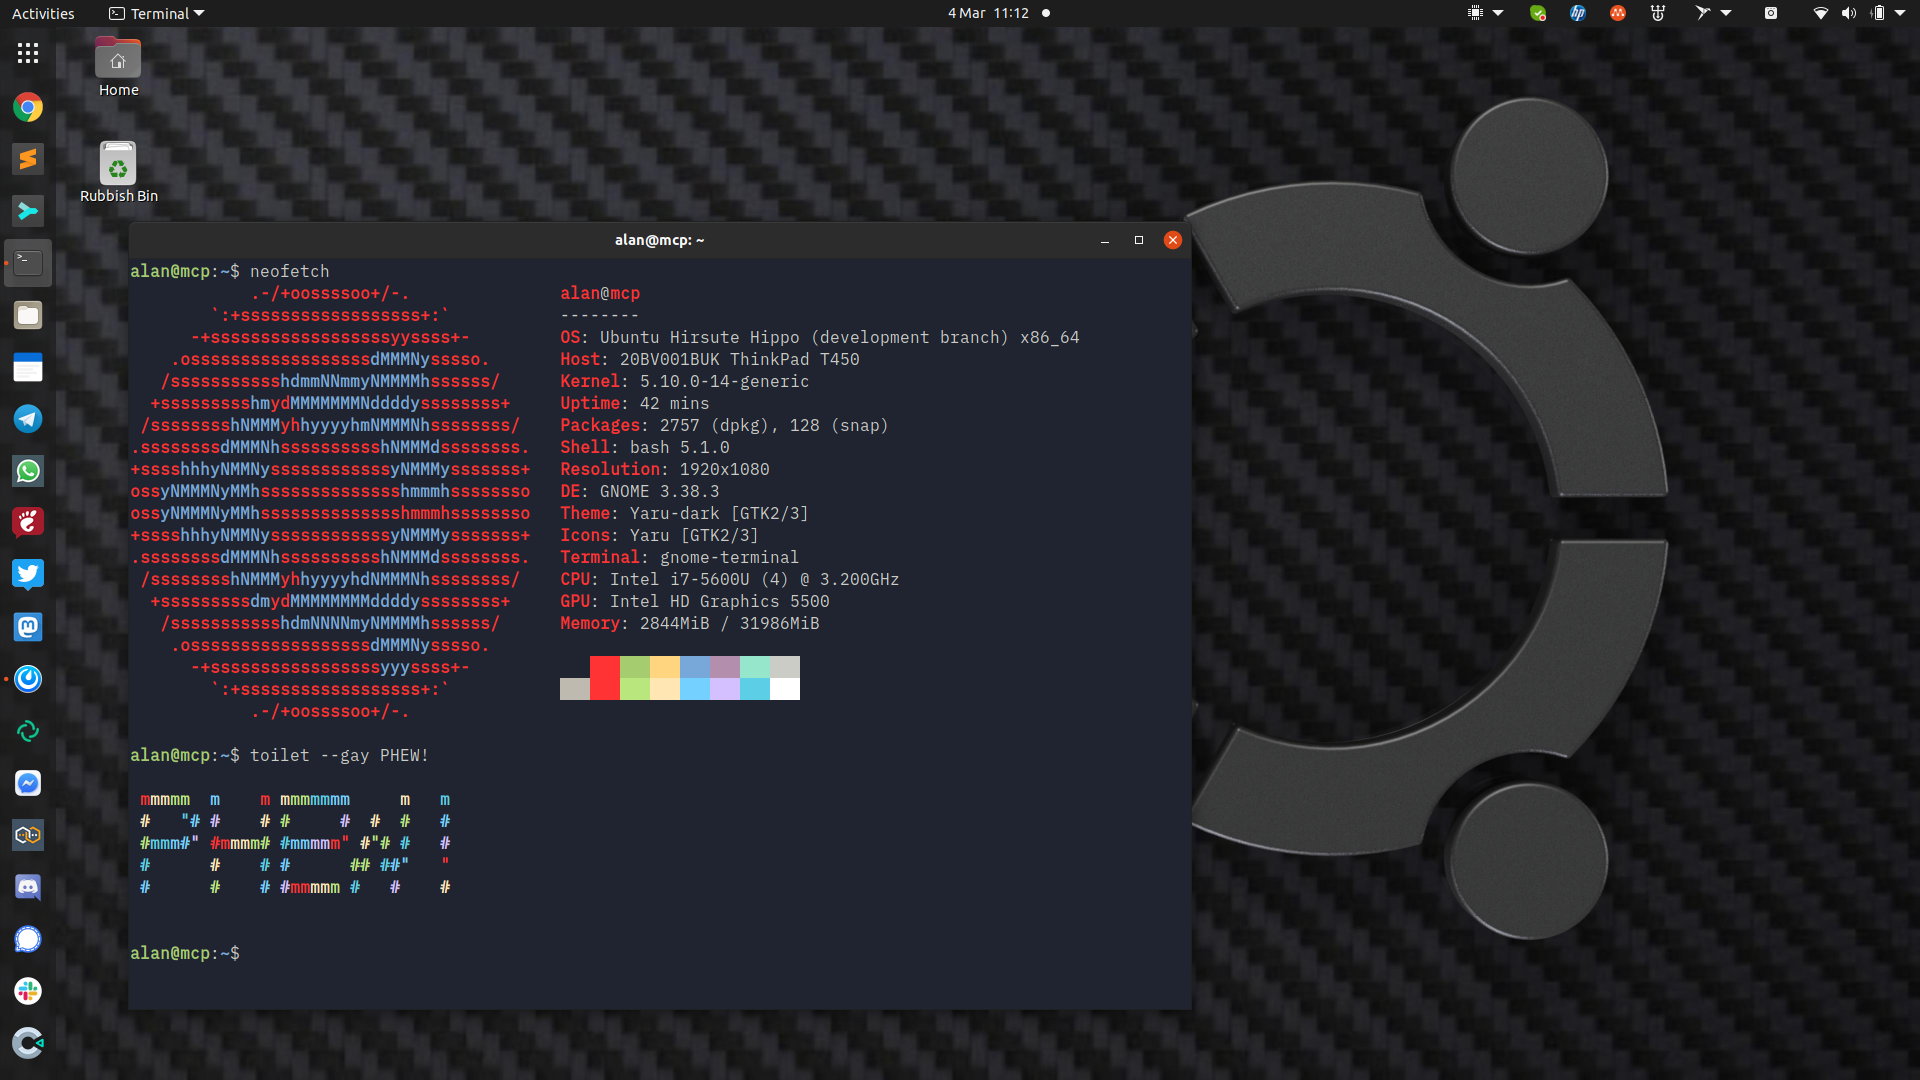 Activities
Terminal
4 Mar 11:12
Home
Rubbish Bin
alan@mcp: ~
alan@mcp:~$ neofetch
.-/+oossssoo+/-.
`:+ssssssssssssssssss+:`
-+ssssssssssssssssssyyssss+-
.ossssssssssssssssssdMMMNysssso.
/ssssssssssshdmmNNmmyNMMMMhssssss/
+ssssssssshmydMMMMMMMNddddyssssssss+
/sssssssshNMMMyhhyyyyhmNMMMNhssssssss/
.ssssssssdMMMNhsssssssssshNMMMdssssssss.
+sssshhhyNMMNyssssssssssssyNMMMysssssss+
ossyNMMMNyMMhsssssssssssssshmmmhssssssso
ossyNMMMNyMMhsssssssssssssshmmmhssssssso
+sssshhhyNMMNyssssssssssssyNMMMysssssss+
.ssssssssdMMMNhsssssssssshNMMMdssssssss.
/sssssssshNMMMyhhyyyyhdNMMMNhssssssss/
+sssssssssdmydMMMMMMMMddddyssssssss+
/ssssssssssshdmNNNNmyNMMMMhssssss/
.ossssssssssssssssssdMMMNysssso.
-+sssssssssssssssssyyyssss+-
`:+ssssssssssssssssss+:`
.-/+oossssoo+/-.
alan@mcp
--------
OS: Ubuntu Hirsute Hippo (development branch) x86_64
Host: 20BV001BUK ThinkPad T450
Kernel: 5.10.0-14-generic
Uptime: 42 mins
Packages: 2757 (dpkg), 128 (snap)
Shell: bash 5.1.0
Resolution: 1920x1080
DE: GNOME 3.38.3
Theme: Yaru-dark [GTK2/3]
Icons: Yaru [GTK2/3]
Terminal: gnome-terminal
CPU: Intel i7-5600U (4) @ 3.200GHz
GPU: Intel HD Graphics 5500
Memory: 2844MiB / 31986MiB
alan@mcp:~$ toilet --gay PHEW!
mmmmm  m    m mmmmmmm     m   m
#   "# #    # #     #  #  #   #
#mmm#" #mmmm# #mmmmm" #"# #   #
#      #    # #      ## ##"   "
#      #    # #mmmmm #   #    #
alan@mcp:~$